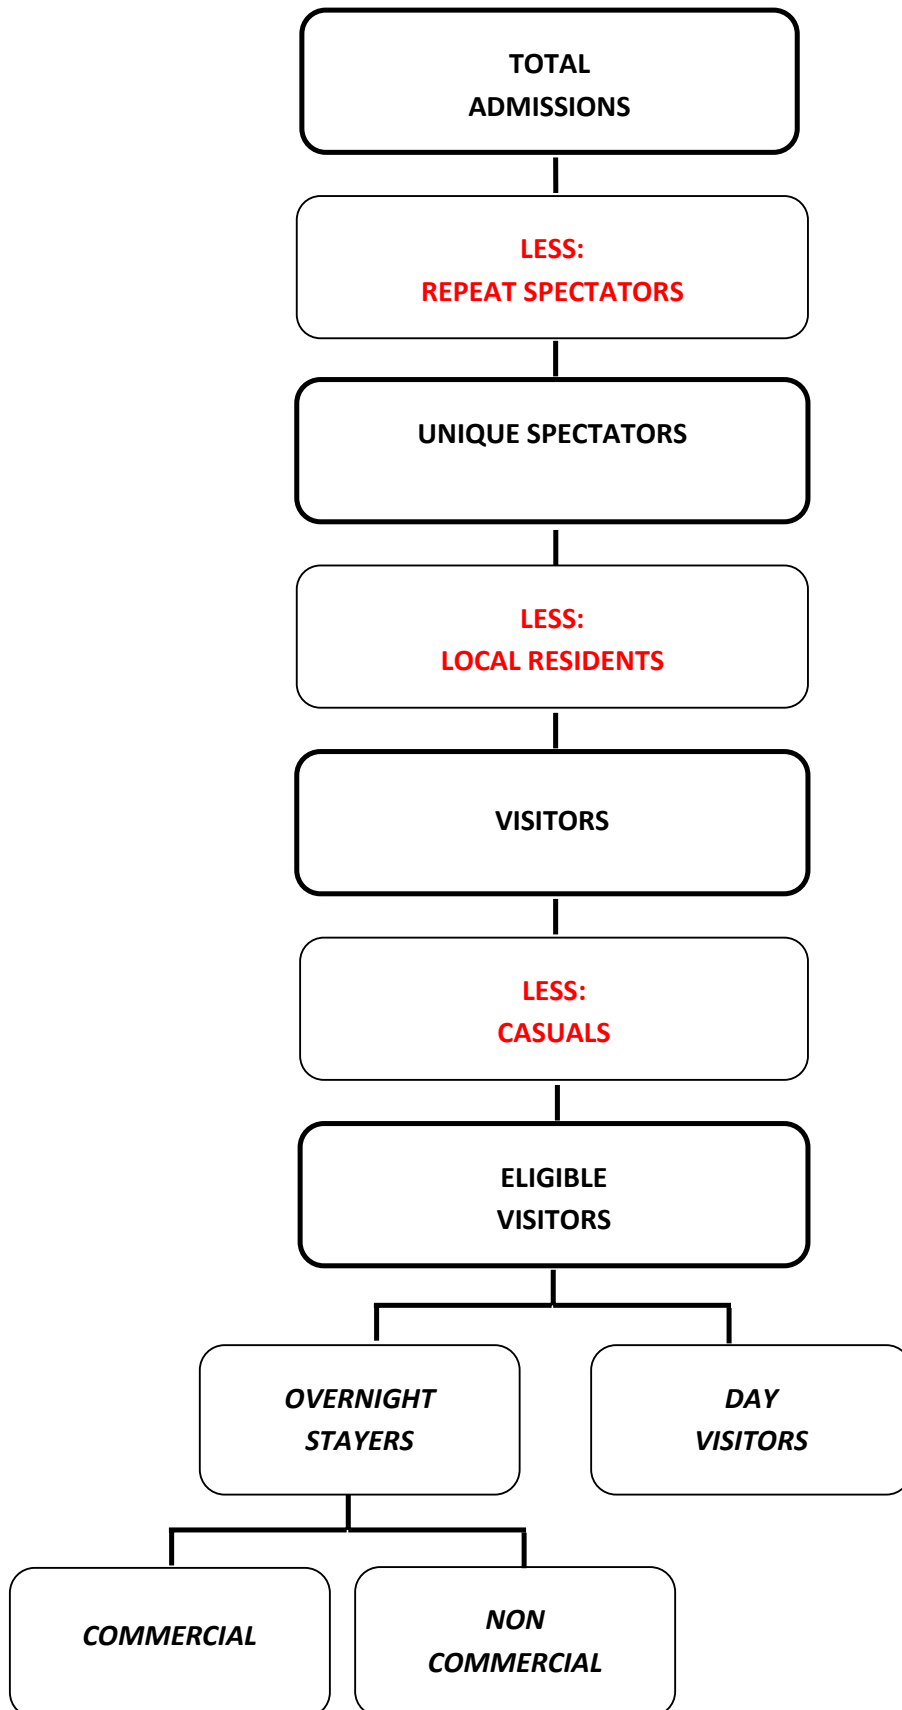 TOTAL
ADMISSIONS
LESS:
REPEAT SPECTATORS
UNIQUE SPECTATORS
LESS:
LOCAL RESIDENTS
VISITORS
LESS:
CASUALS
ELIGIBLE
VISITORS
OVERNIGHT
STAYERS
DAY
VISITORS
COMMERCIAL
NON
COMMERCIAL